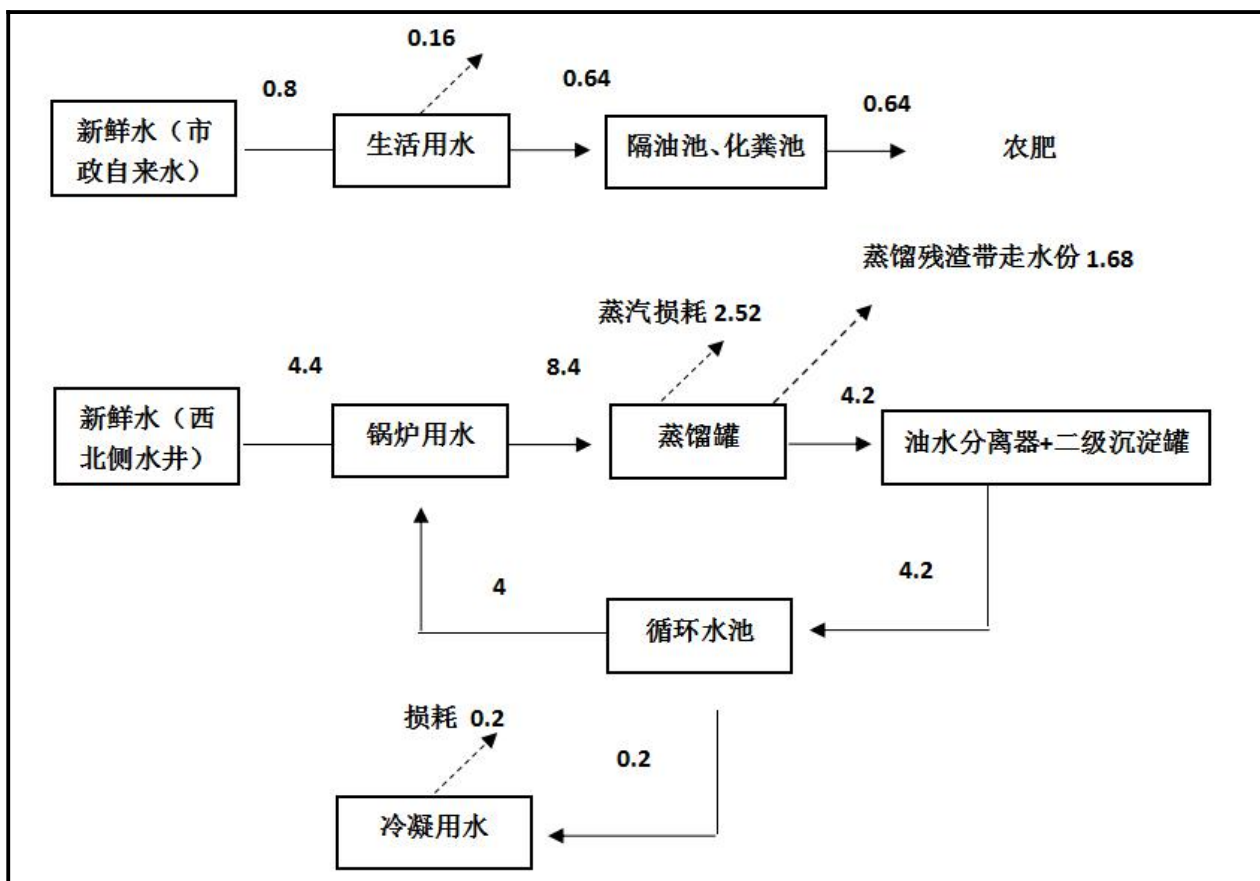 0.16
0.8
0.64
0.64
新鲜水（市
政自来水）
生活用水
隔油池、化粪池
农肥
蒸馏残渣带走水份 1.68
蒸汽损耗 2.52
4.4
8.4
4.2
新鲜水（西
北侧水井）
锅炉用水
蒸馏罐
油水分离器+二级沉淀罐
4
4.2
循环水池
损耗 0.2
0.2
冷凝用水